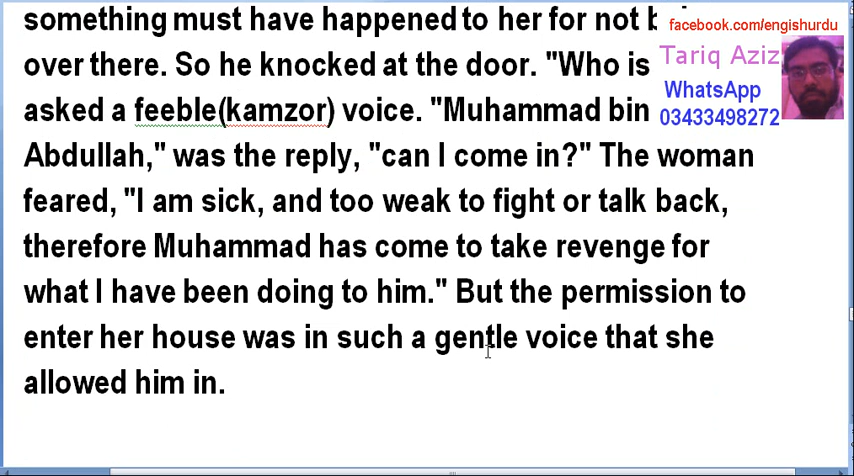 something must have happened to her for not
over there. So he knocked at the door. "Who is
asked a feeble(kamzor) voice. "Muhammad bin
Abdullah," was the reply, "can I come in?" The woman
feared, "I am sick, and too weak to fight or talk back,
therefore Muhammad has come to take revenge for
what I have been doing to him." But the permission to
enter her house was in such a gentle voice that she
allowed him in.
facebook.com/engishurdu
Tariq Aziz
WhatsApp
03433498272